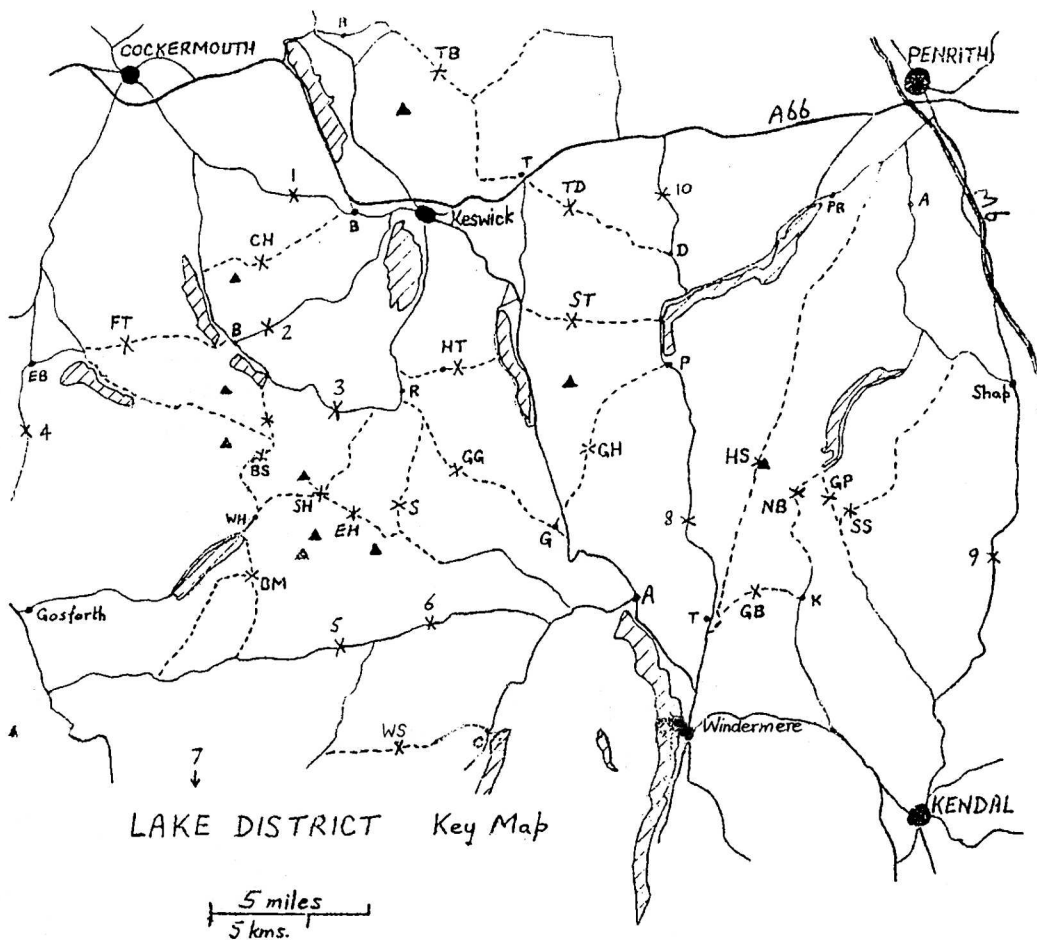 H
COCKERMOUTH
TB
PENRITH
A66
T
1
TD
10
PR
A
M6
B
Keswick
CH
D
ST
FT
B
2
HT
EB
P
R
Shap
3
4
GH
HS
BS
GG
GP
SH
NB
S
SS
WH
EH
8
G
9
BM
A
K
Gosforth
6
T
GB
5
WS
C
Windermere
7
KENDAL
LAKE DISTRICT Key Map
5 miles
5 kms.